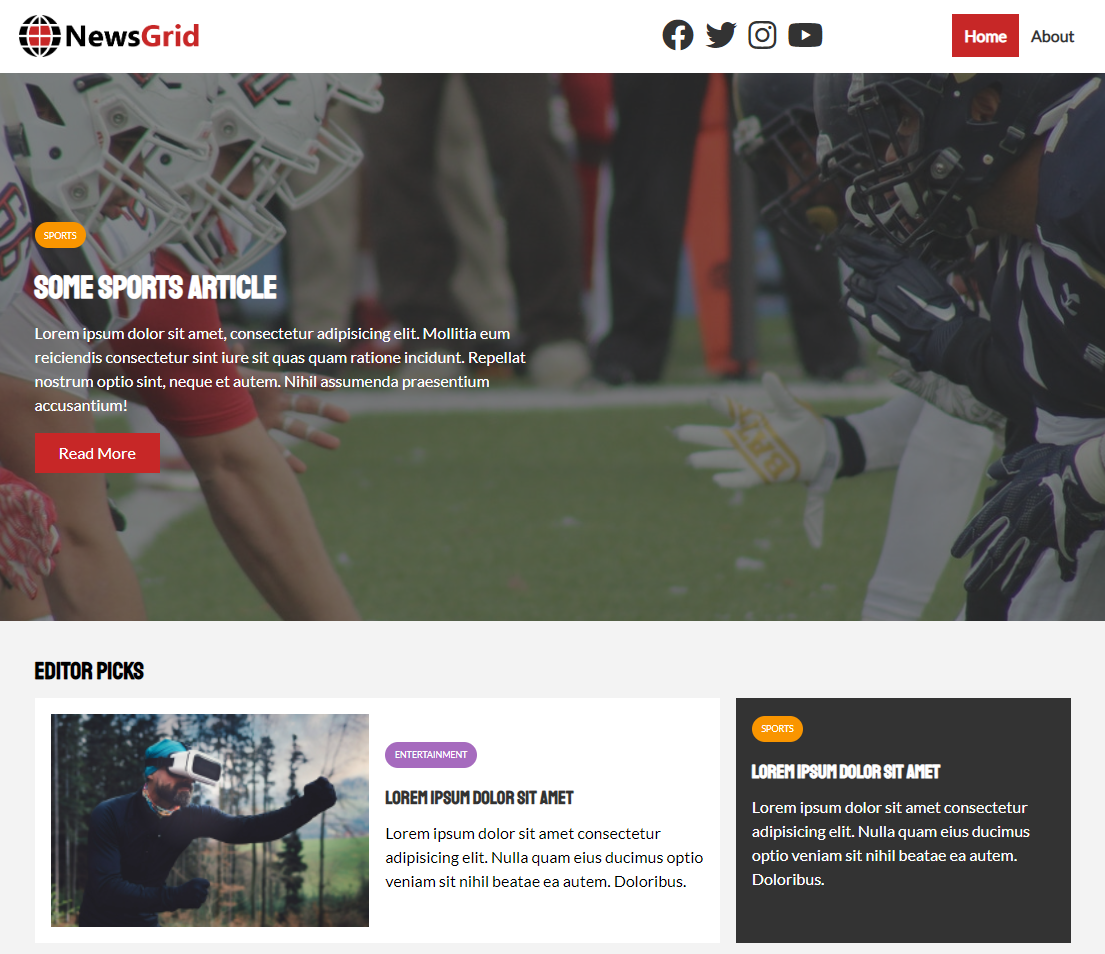 NewsGrid
Home About
SPORTS
SOME SPORTS ARTICLE
Lorem ipsum dolor sit amet, consectetur adipisicing elit. Mollitia eum
reiciendis consectetur sint iure sit quas quam ratione incidunt. Repellat
nostrum optio sint, neque et autem. Nihil assumenda praesentium
accusantium!
Read More
EDITOR PICKS
ENTERTAINMENT
LOREM IPSUM DOLOR SIT AMET
Lorem ipsum dolor sit amet consectetur
adipisicing elit. Nulla quam eius ducimus optio
veniam sit nihil beatae ea autem. Doloribus.
SPORTS
LOREM IPSUM DOLOR SIT AMET
Lorem ipsum dolor sit amet consectetur
adipisicing elit. Nulla quam eius ducimus
optio veniam sit nihil beatae ea autem.
Doloribus.